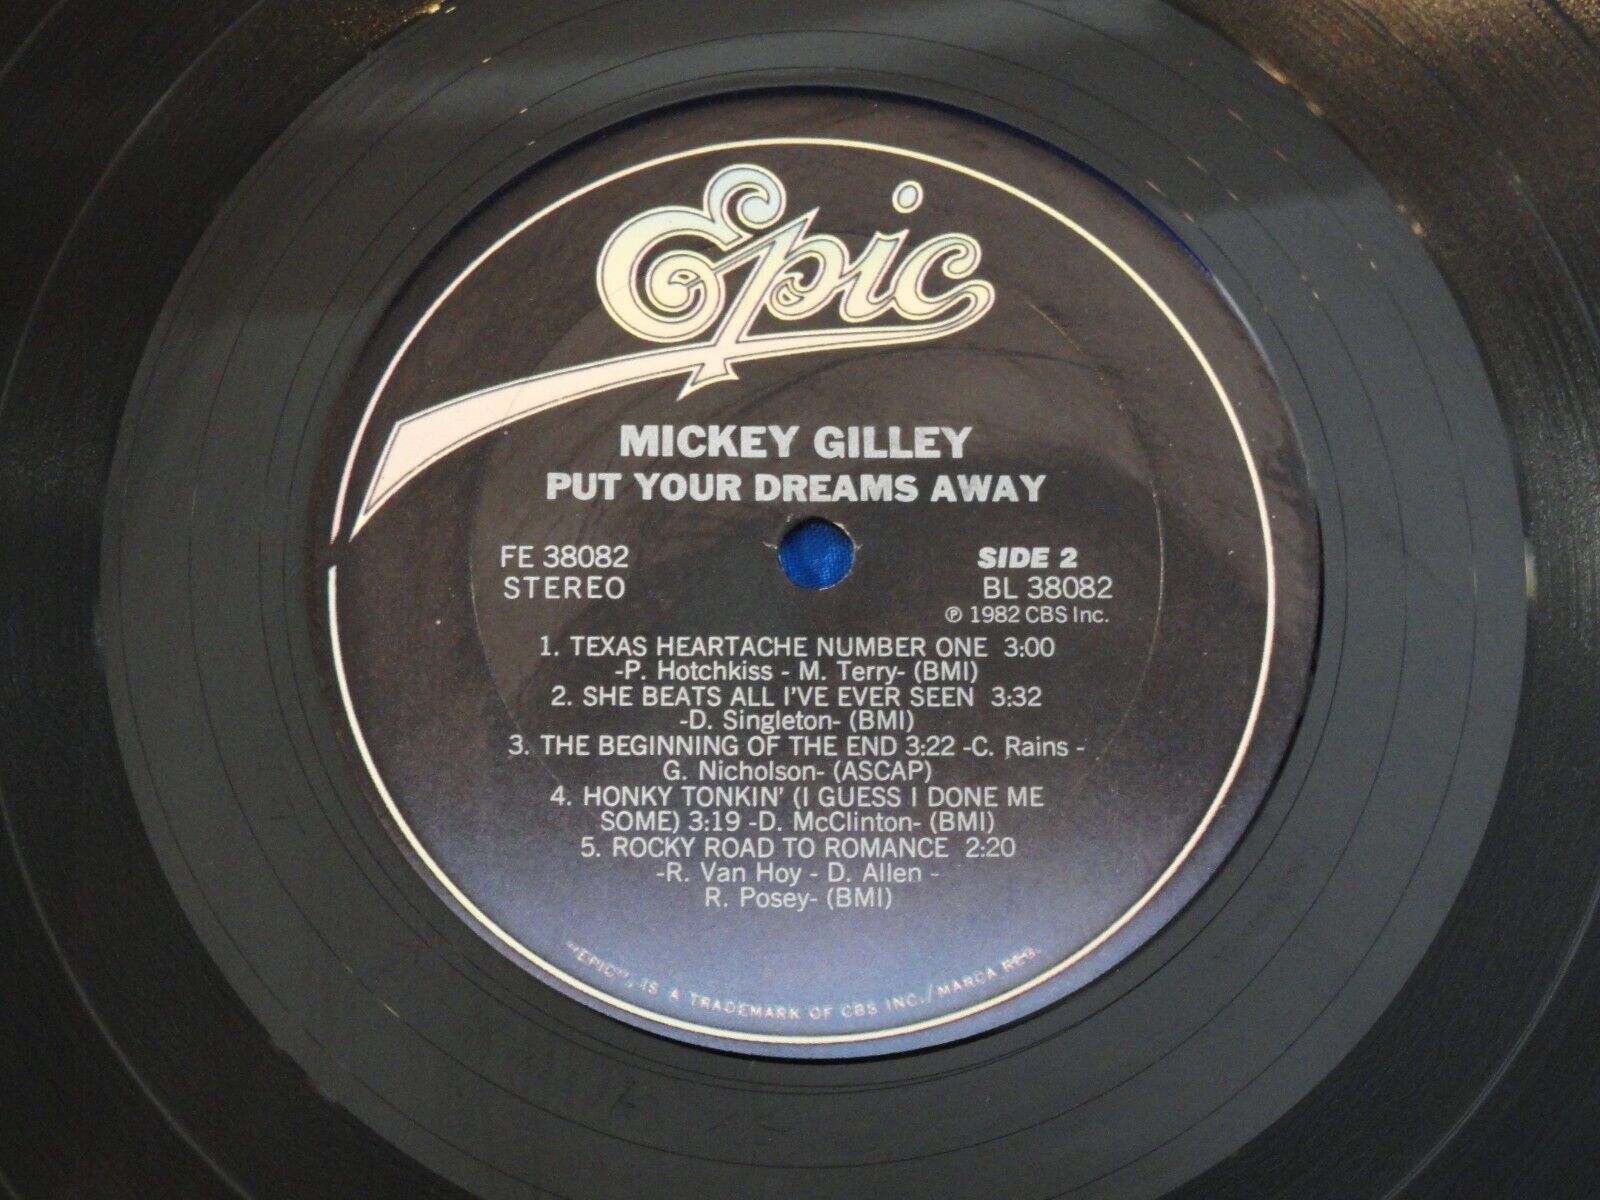 Epic
MICKEY GILLEY
PUT YOUR DREAMS AWAY
FE 38082
STEREO
SIDE 2
BL 38082
℗ 1982 CBS Inc.
1. TEXAS HEARTACHE NUMBER ONE 3:00
-P. Hotchkiss - M. Terry- (BMI)
2. SHE BEATS ALL I'VE EVER SEEN 3:32
-D. Singleton- (BMI)
3. THE BEGINNING OF THE END 3:22 -C. Rains -
G. Nicholson- (ASCAP)
4. HONKY TONKIN' (I GUESS I DONE ME
SOME) 3:19 -D. McClinton- (BMI)
5. ROCKY ROAD TO ROMANCE 2:20
-R. Van Hoy - D. Allen -
R. Posey- (BMI)
"EPIC", IS A TRADEMARK OF CBS INC./MARCA REG.